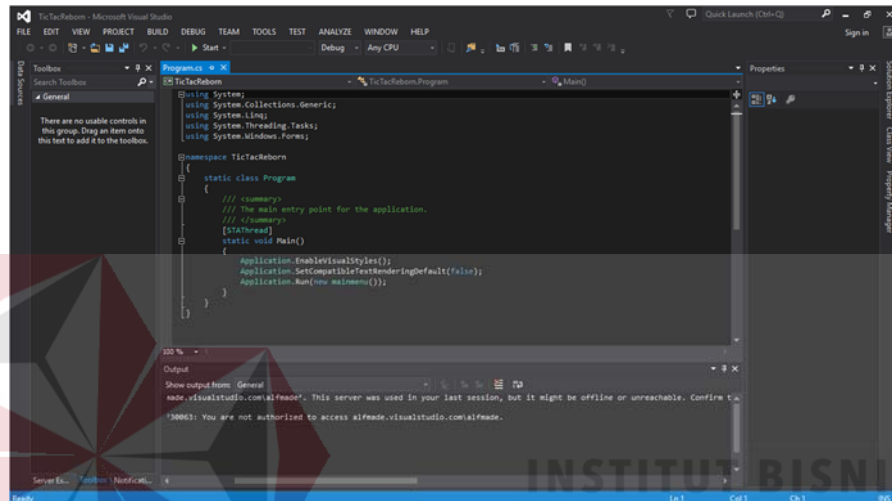 TicTacReborn - Microsoft Visual Studio
Quick Launch (Ctrl+Q)
FILE EDIT VIEW PROJECT BUILD DEBUG TEAM TOOLS TEST ANALYZE WINDOW HELP
Sign in
Start
Debug
Any CPU
Data Sources
Toolbox
Search Toolbox
General
There are no usable controls in
this group. Drag an item onto
this text to add it to the toolbox.
Program.cs
TicTacReborn
TicTacReborn.Program
Main()
using System;
using System.Collections.Generic;
using System.Linq;
using System.Threading.Tasks;
using System.Windows.Forms;
namespace TicTacReborn
{
static class Program
{
/// <summary>
/// The main entry point for the application.
/// </summary>
[STAThread]
static void Main()
{
Application.EnableVisualStyles();
Application.SetCompatibleTextRenderingDefault(false);
Application.Run(new mainmenu());
}
}
}
100 %
Output
Show output from: General
made.visualstudio.com\alfmade". This server was used in your last session, but it might be offline or unreachable. Confirm t
30063: You are not authorized to access alfmade.visualstudio.com\alfmade.
Properties
Solution Explorer
Class View
Property Manager
Server Ex...
Toolbox
Notificati...
Ready
Ln 1
Col 1
Ch 1
INS
INSTITUT BISNI